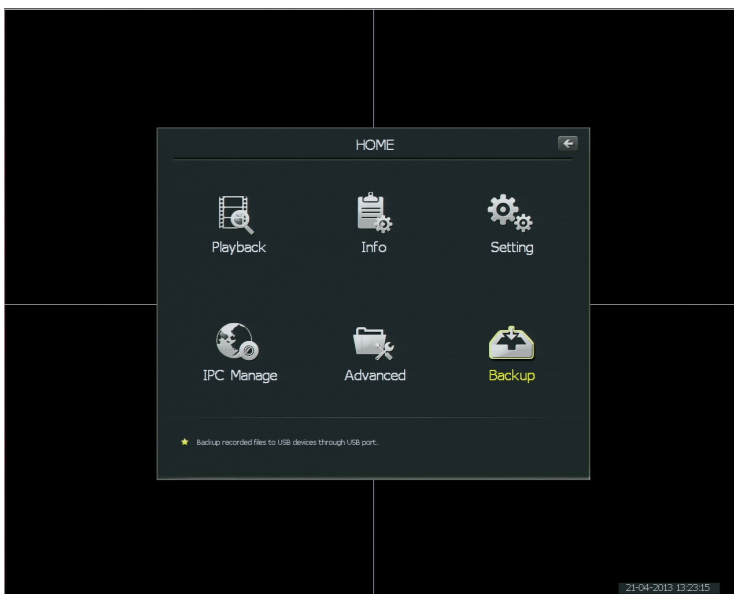 HOME
Playback
Info
Setting
IPC Manage
Advanced
Backup
Backup recorded files to USB devices through USB port.
21-04-2013 13:23:15